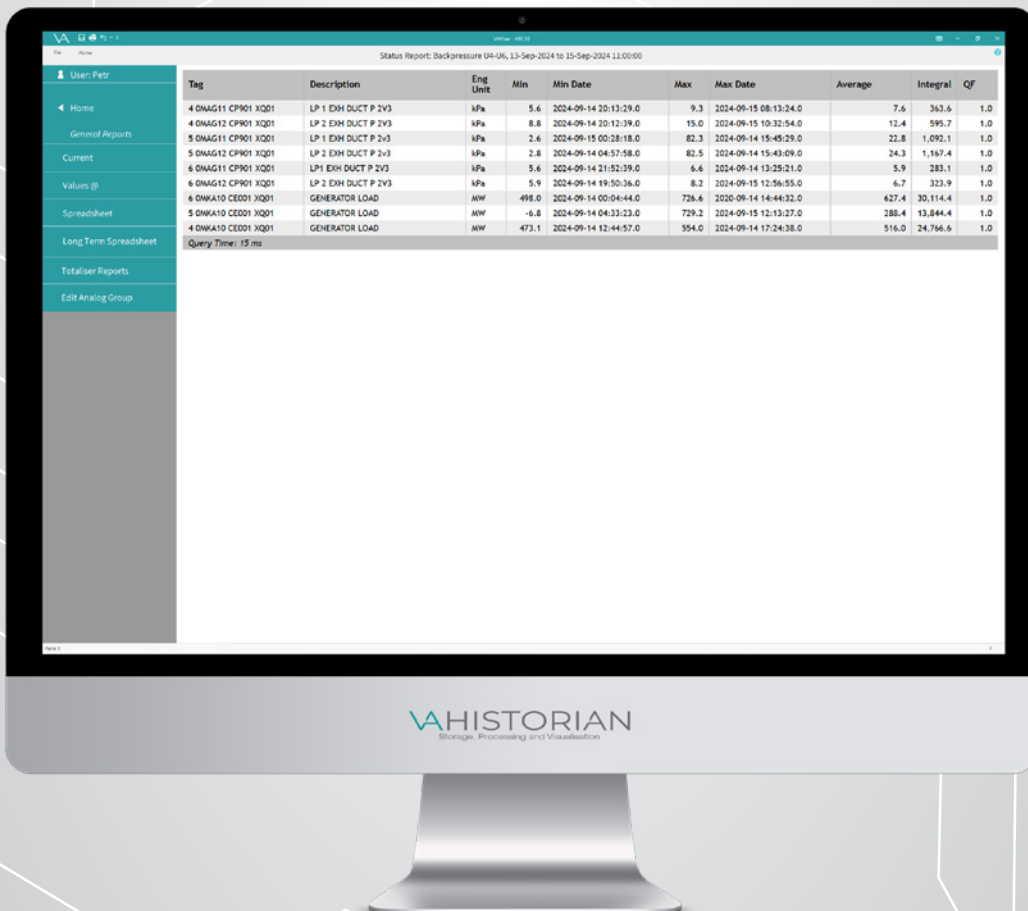 VA
VAView - HIF.01
File Home
Status Report: Backpressure U4-U6, 13-Sep-2024 to 15-Sep-2024 11:00:00
User: Petr
Home
General Reports
Current
Values @
Spreadsheet
Long Term Spreadsheet
Totaliser Reports
Edit Analog Group
Tag Description Eng Unit Min Min Date Max Max Date Average Integral QF
4 0MAG11 CP901 XQ01 LP 1 EXH DUCT P 2V3 kPa 5.6 2024-09-14 20:13:29.0 9.3 2024-09-15 08:13:24.0 7.6 363.6 1.0
4 0MAG12 CP901 XQ01 LP 2 EXH DUCT P 2V3 kPa 8.8 2024-09-14 20:12:39.0 15.0 2024-09-15 10:32:54.0 12.4 595.7 1.0
5 0MAG11 CP901 XQ01 LP 1 EXH DUCT P 2v3 kPa 2.6 2024-09-15 00:28:18.0 82.3 2024-09-14 15:45:29.0 22.8 1,092.1 1.0
5 0MAG12 CP901 XQ01 LP 2 EXH DUCT P 2v3 kPa 2.8 2024-09-14 04:57:58.0 82.5 2024-09-14 15:43:09.0 24.3 1,167.4 1.0
6 0MAG11 CP901 XQ01 LP1 EXH DUCT P 2V3 kPa 5.6 2024-09-14 21:52:39.0 6.6 2024-09-14 13:25:21.0 5.9 283.1 1.0
6 0MAG12 CP901 XQ01 LP 2 EXH DUCT P 2V3 kPa 5.9 2024-09-14 19:50:36.0 8.2 2024-09-15 12:56:55.0 6.7 323.9 1.0
6 0MKA10 CE001 XQ01 GENERATOR LOAD MW 498.0 2024-09-14 00:04:44.0 726.6 2020-09-14 14:44:32.0 627.4 30,114.4 1.0
5 0MKA10 CE001 XQ01 GENERATOR LOAD MW -6.8 2024-09-14 04:33:23.0 729.2 2024-09-15 12:13:27.0 288.4 13,844.4 1.0
4 0MKA10 CE001 XQ01 GENERATOR LOAD MW 473.1 2024-09-14 12:44:57.0 554.0 2024-09-14 17:24:38.0 516.0 24,766.6 1.0
Query Time: 15 ms
VAHISTORIAN
Storage, Processing and Visualisation